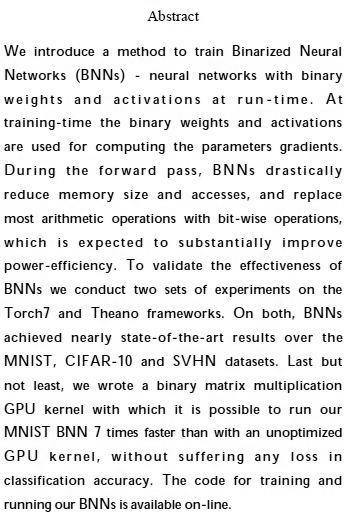 Abstract
We introduce a method to train Binarized Neural
Networks (BNNs) - neural networks with binary
weights and activations at run-time. At
training-time the binary weights and activations
are used for computing the parameters gradients.
During the forward pass, BNNs drastically
reduce memory size and accesses, and replace
most arithmetic operations with bit-wise operations,
which is expected to substantially improve
power-efficiency. To validate the effectiveness of
BNNs we conduct two sets of experiments on the
Torch7 and Theano frameworks. On both, BNNs
achieved nearly state-of-the-art results over the
MNIST, CIFAR-10 and SVHN datasets. Last but
not least, we wrote a binary matrix multiplication
GPU kernel with which it is possible to run our
MNIST BNN 7 times faster than with an unoptimized
GPU kernel, without suffering any loss in
classification accuracy. The code for training and
running our BNNs is available on-line.